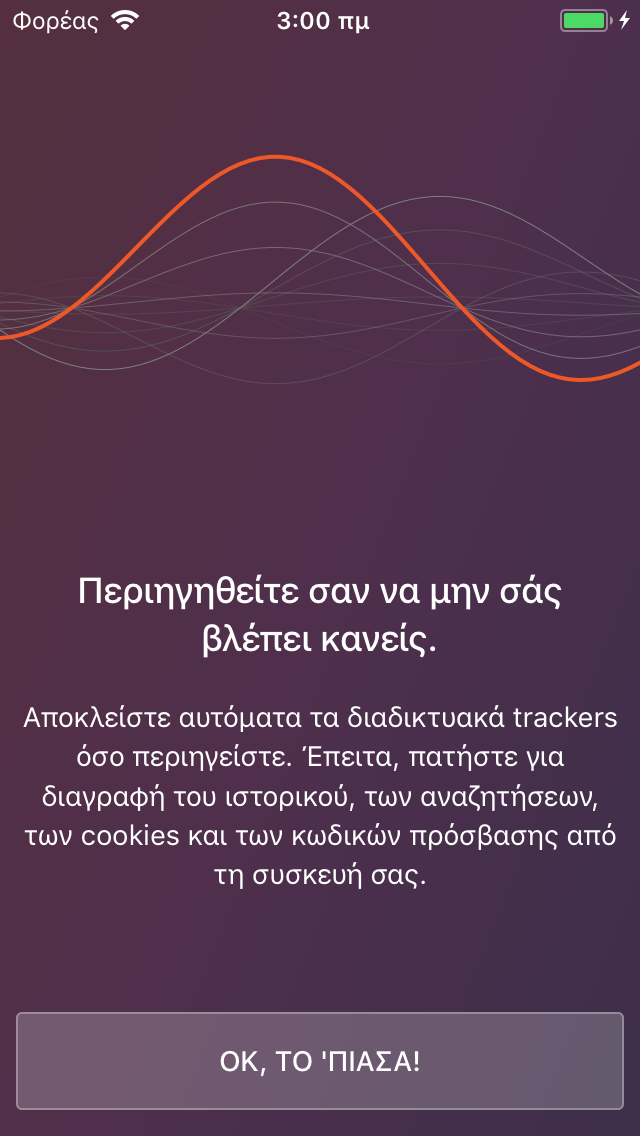 Φορέας
3:00 πμ
Περιηγηθείτε σαν να μην σάς
βλέπει κανείς.
Αποκλείστε αυτόματα τα διαδικτυακά trackers
όσο περιηγείστε. Έπειτα, πατήστε για
διαγραφή του ιστορικού, των αναζητήσεων,
των cookies και των κωδικών πρόσβασης από
τη συσκευή σας.
ΟΚ, ΤΟ 'ΠΙΑΣΑ!